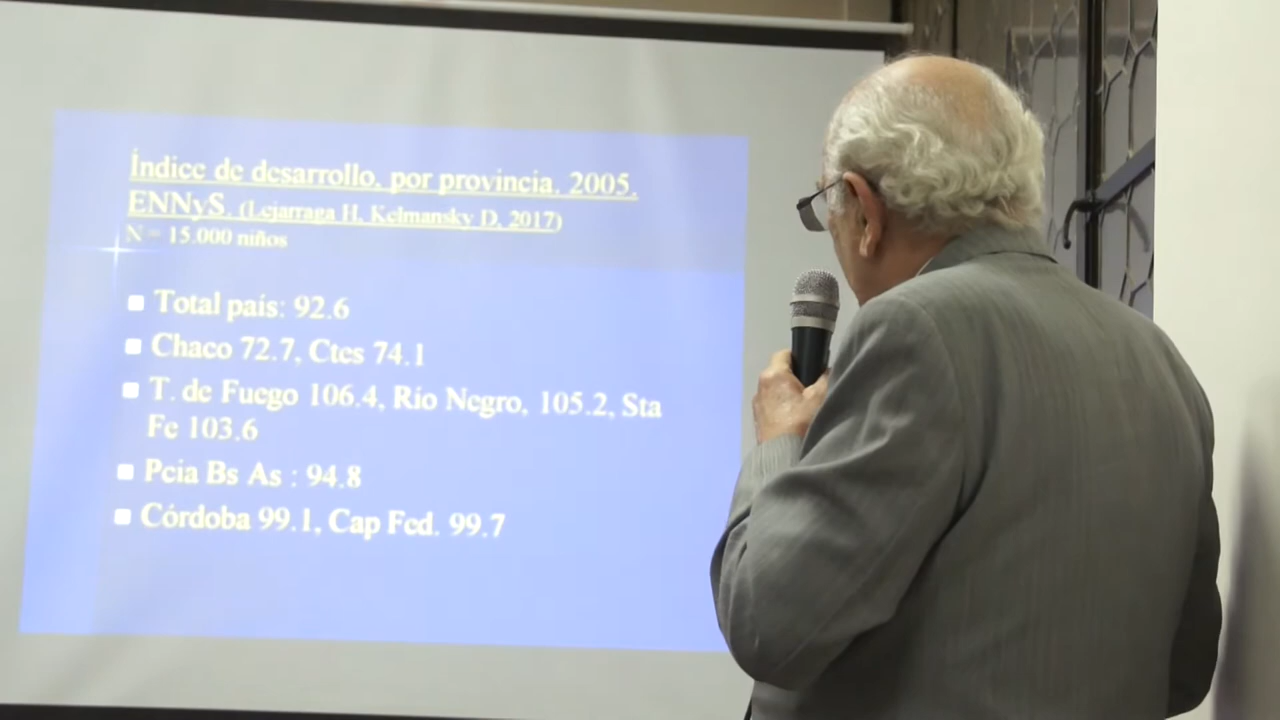 Índice de desarrollo, por provincia. 2005.
ENNyS. (Lejarraga H, Kelmansky D, 2017)
N= 15.000 niños
Total país: 92.6
Chaco 72.7, Ctes 74.1
T. de Fuego 106.4, Río Negro, 105.2, Sta
Fe 103.6
Pcia Bs As : 94.8
Córdoba 99.1, Cap Fed. 99.7